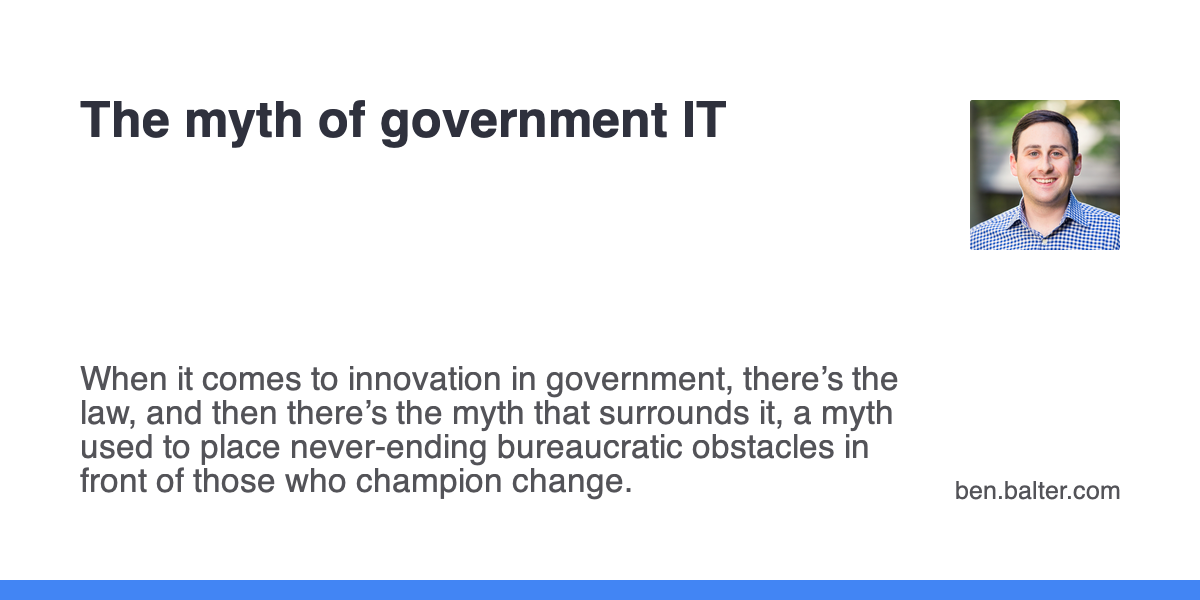 The myth of government IT
When it comes to innovation in government, there’s the
law, and then there’s the myth that surrounds it, a myth
used to place never-ending bureaucratic obstacles in
front of those who champion change.
ben.balter.com